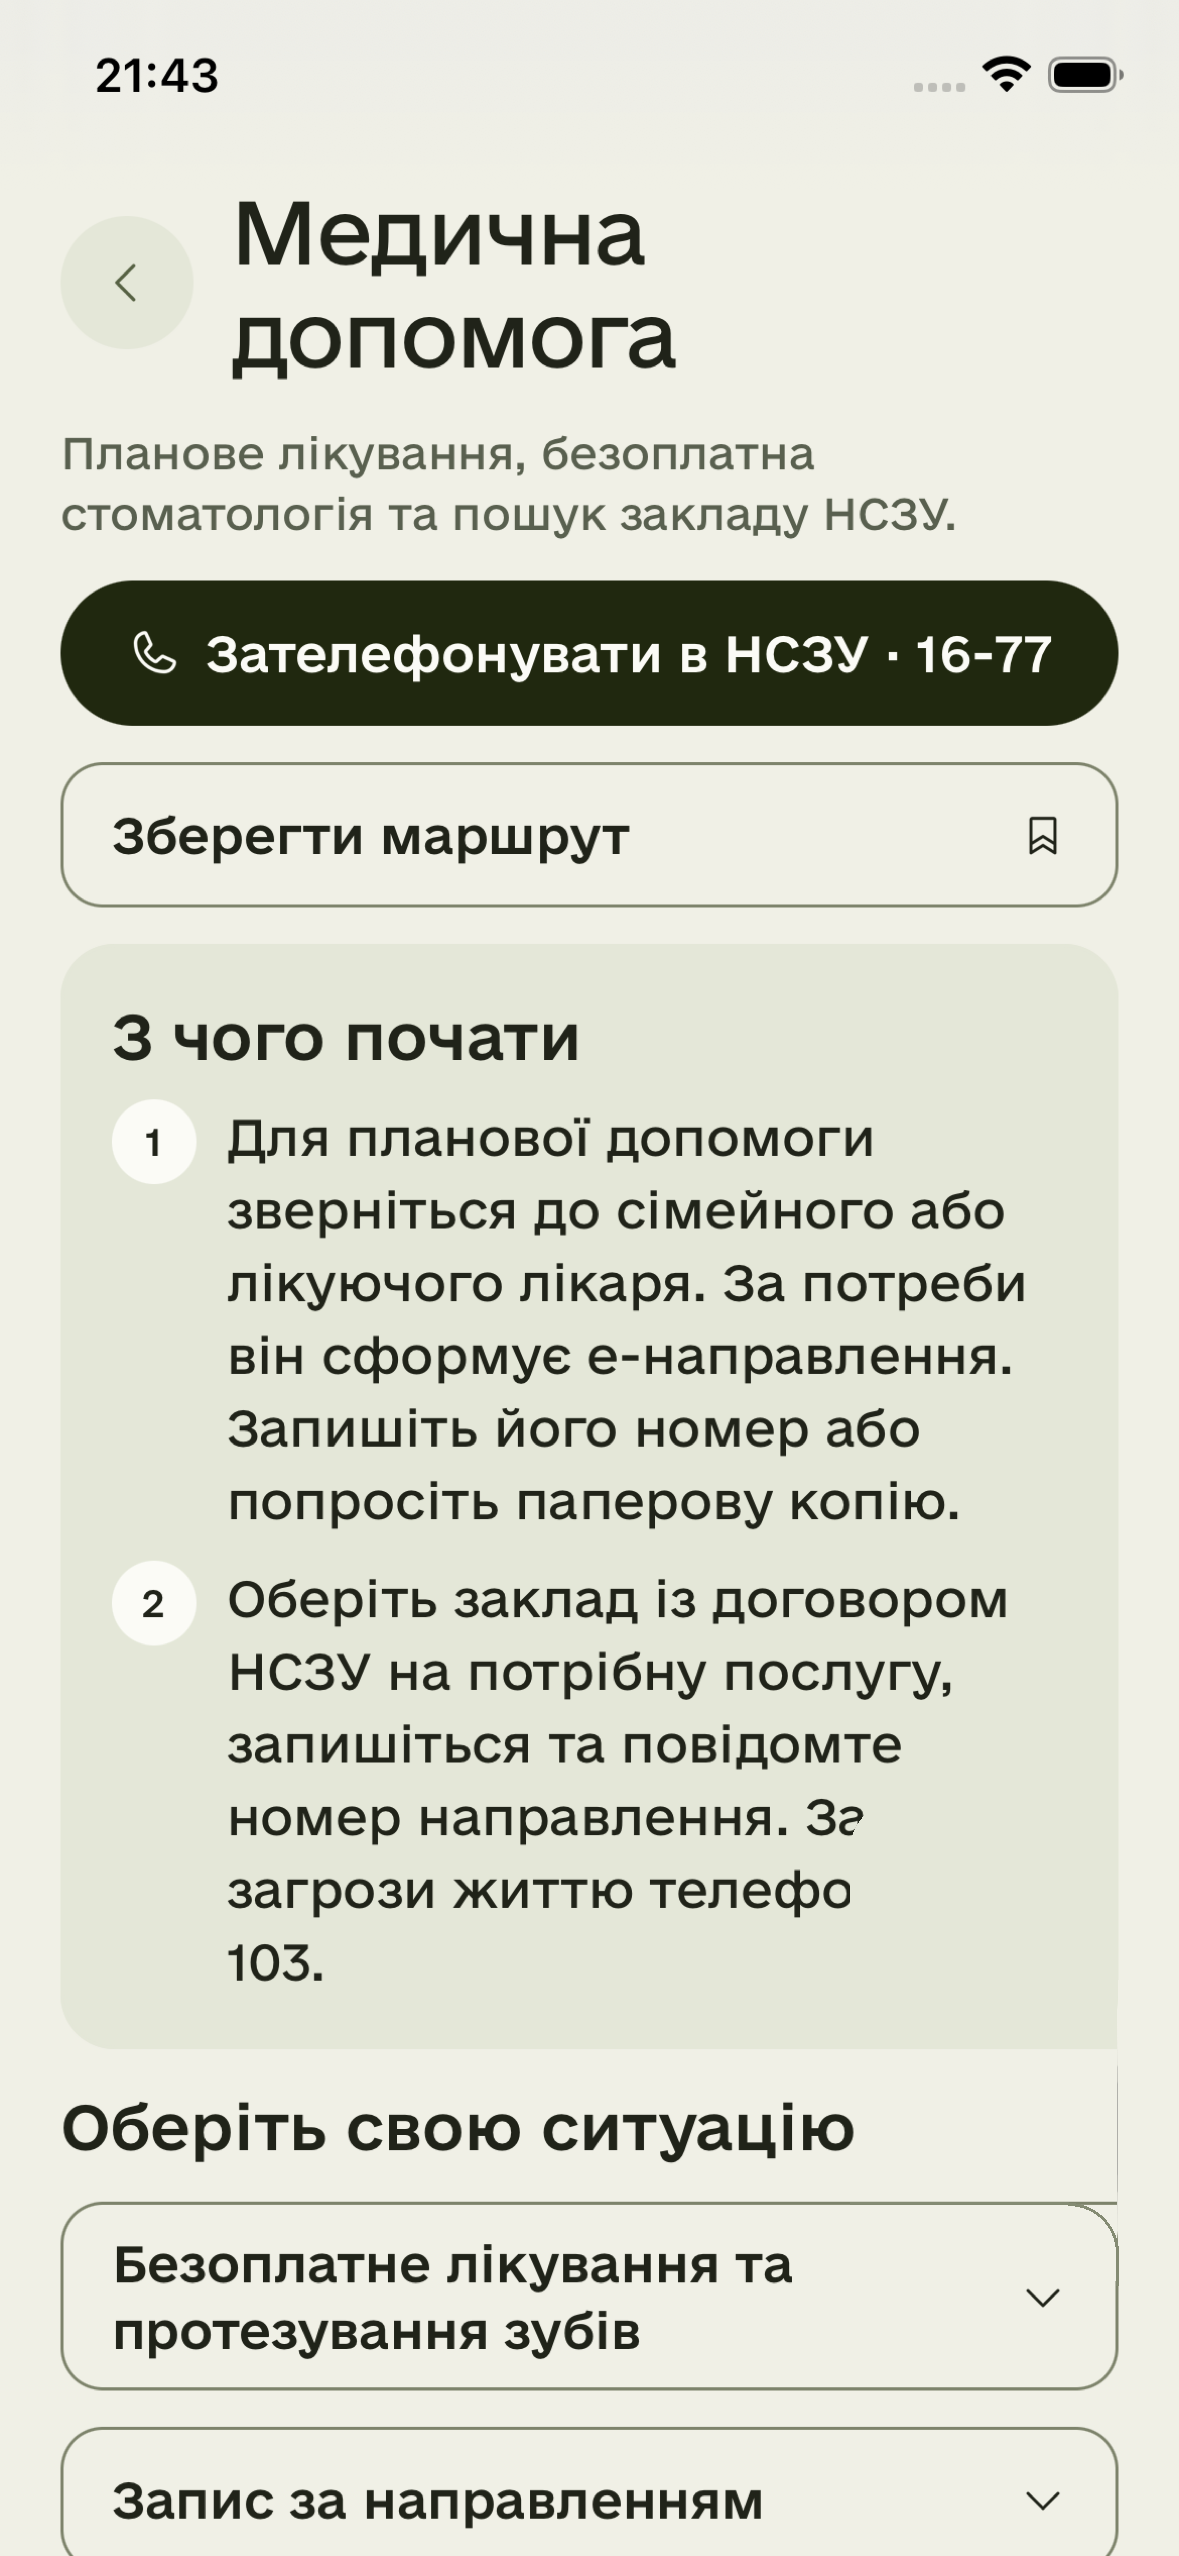 21:43
Медична
допомога
Планове лікування, безоплатна
стоматологія та пошук закладу НСЗУ.
Зателефонувати в НСЗУ · 16-77
Зберегти маршрут
З чого почати
1 Для планової допомоги
зверніться до сімейного або
лікуючого лікаря. За потреби
він сформує е-направлення.
Запишіть його номер або
попросіть паперову копію.
2 Оберіть заклад із договором
НСЗУ на потрібну послугу,
запишіться та повідомте
номер направлення. За
загрози життю
103.
Оберіть свою ситуацію
Безоплатне лікування та
протезування зубів
Запис за направленням